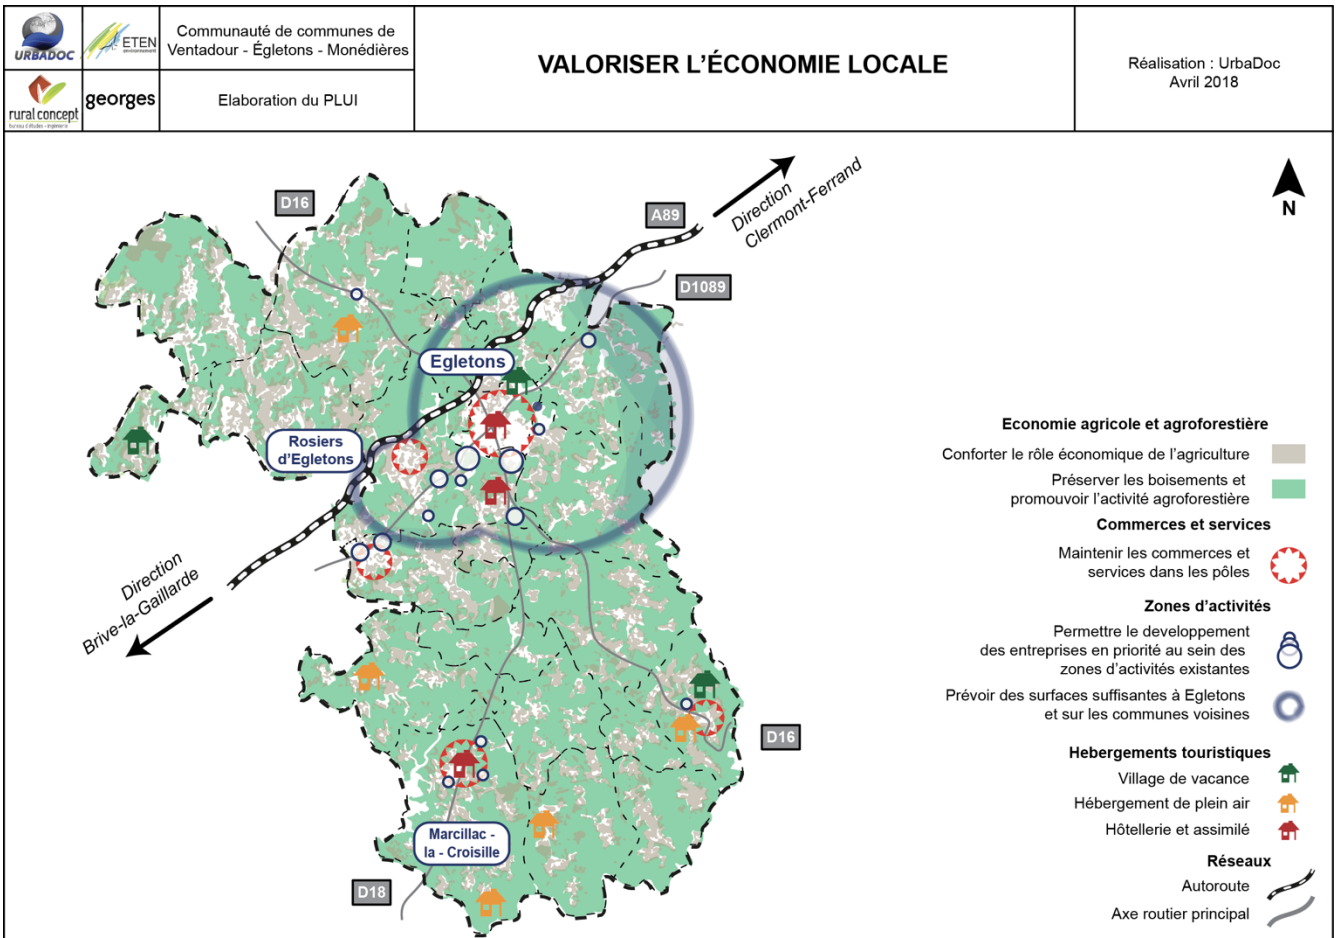 URBADOC
ETEN
environnement
Communauté de communes de
Ventadour - Égletons - Monédières
rural concept
georges
Elaboration du PLUI
VALORISER L'ÉCONOMIE LOCALE
Réalisation : UrbaDoc
Avril 2018
D16
A89
Direction
Clermont-Ferrand
N
D1089
Egletons
Rosiers
d'Egletons
Direction
Brive-la-Gaillarde
D16
Marcillac -
la - Croisille
D18
Economie agricole et agroforestière
Conforter le rôle économique de l'agriculture
Préserver les boisements et
promouvoir l'activité agroforestière
Commerces et services
Maintenir les commerces et
services dans les pôles
Zones d'activités
Permettre le developpement
des entreprises en priorité au sein des
zones d'activités existantes
Prévoir des surfaces suffisantes à Egletons
et sur les communes voisines
Hebergements touristiques
Village de vacance
Hébergement de plein air
Hôtellerie et assimilé
Réseaux
Autoroute
Axe routier principal